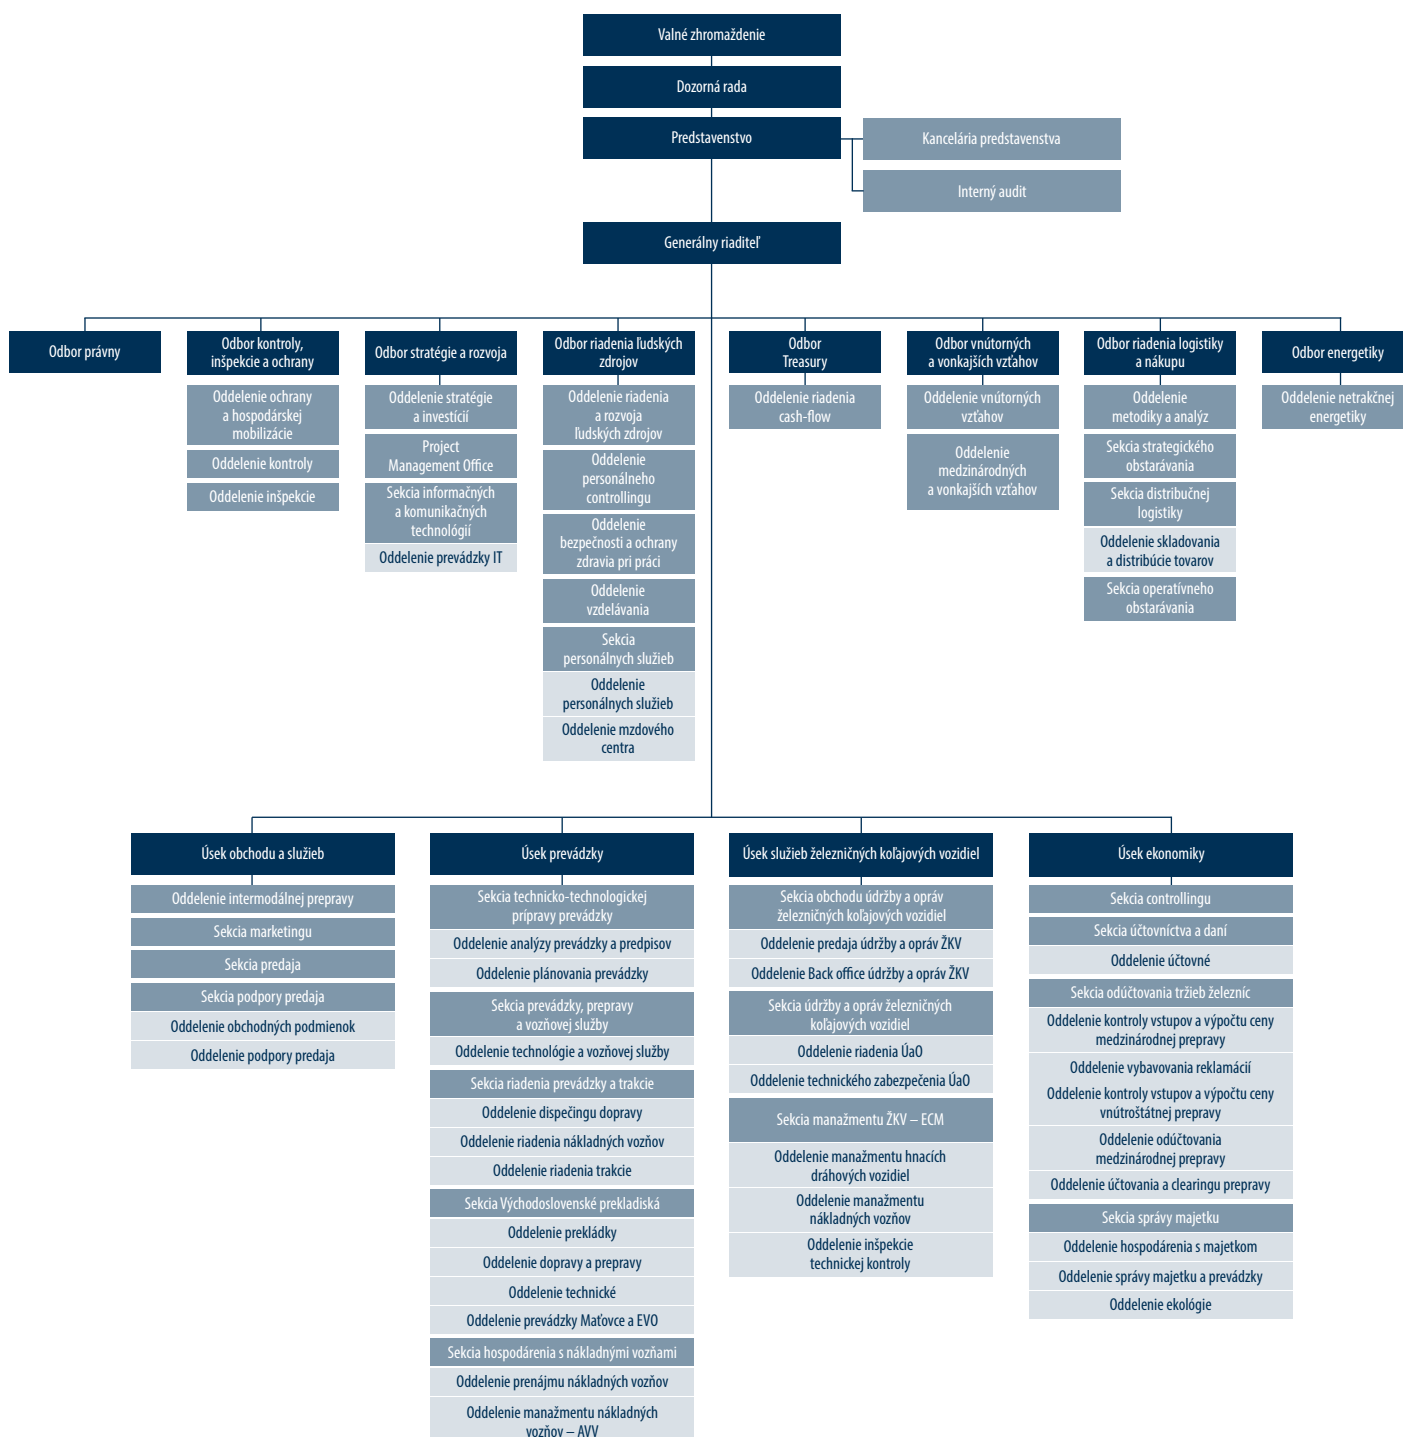 Valné zhromaždenie
Dozorná rada
Predstavenstvo
Kancelária predstavenstva
Interný audit
Generálny riaditeľ
Odbor právny
Odbor kontroly,
inšpekcie a ochrany
Oddelenie ochrany
a hospodárskej
mobilizácie
Oddelenie kontroly
Oddelenie inšpekcie
Odbor stratégie a rozvoja
Oddelenie stratégie
a investícií
Project
Management Office
Sekcia informačných
a komunikačných
technológií
Oddelenie prevádzky IT
Odbor riadenia ľudských
zdrojov
Oddelenie riadenia
a rozvoja
ľudských zdrojov
Oddelenie
personálneho
controllingu
Oddelenie
bezpečnosti a ochrany
zdravia pri práci
Oddelenie
vzdelávania
Sekcia
personálnych služieb
Oddelenie
personálnych služieb
Oddelenie mzdového
centra
Odbor
Treasury
Oddelenie riadenia
cash-flow
Odbor vnútorných
a vonkajších vzťahov
Oddelenie vnútorných
vzťahov
Oddelenie
medzinárodných
a vonkajších vzťahov
Odbor riadenia logistiky
a nákupu
Oddelenie
metodiky a analýz
Sekcia strategického
obstarávania
Sekcia distribučnej
logistiky
Oddelenie skladovania
a distribúcie tovarov
Sekcia operatívneho
obstarávania
Odbor energetiky
Oddelenie netrakčnej
energetiky
Úsek obchodu a služieb
Oddelenie intermodálnej prepravy
Sekcia marketingu
Sekcia predaja
Sekcia podpory predaja
Oddelenie obchodných podmienok
Oddelenie podpory predaja
Úsek prevádzky
Sekcia technicko-technologickej
prípravy prevádzky
Oddelenie analýzy prevádzky a predpisov
Oddelenie plánovania prevádzky
Sekcia prevádzky, prepravy
a vozňovej služby
Oddelenie technológie a vozňovej služby
Sekcia riadenia prevádzky a trakcie
Oddelenie dispečingu dopravy
Oddelenie riadenia nákladných vozňov
Oddelenie riadenia trakcie
Sekcia Východoslovenské prekladiská
Oddelenie prekládky
Oddelenie dopravy a prepravy
Oddelenie technické
Oddelenie prevádzky Maťovce a EVO
Sekcia hospodárenia s nákladnými vozňami
Oddelenie prenájmu nákladných vozňov
Oddelenie manažmentu nákladných
vozňov – AVV
Úsek služieb železničných koľajových vozidiel
Sekcia obchodu údržby a opráv
železničných koľajových vozidiel
Oddelenie predaja údržby a opráv ŽKV
Oddelenie Back office údržby a opráv ŽKV
Sekcia údržby a opráv železničných
koľajových vozidiel
Oddelenie riadenia ÚaO
Oddelenie technického zabezpečenia ÚaO
Sekcia manažmentu ŽKV – ECM
Oddelenie manažmentu hnacích
dráhových vozidiel
Oddelenie manažmentu
nákladných vozňov
Oddelenie inšpekcie
technickej kontroly
Úsek ekonomiky
Sekcia controllingu
Sekcia účtovníctva a daní
Oddelenie účtovné
Sekcia odúčtovania tržieb železníc
Oddelenie kontroly vstupov a výpočtu ceny
medzinárodnej prepravy
Oddelenie vybavovania reklamácií
Oddelenie kontroly vstupov a výpočtu ceny
vnútroštátnej prepravy
Oddelenie odúčtovania
medzinárodnej prepravy
Oddelenie účtovania a clearingu prepravy
Sekcia správy majetku
Oddelenie hospodárenia s majetkom
Oddelenie správy majetku a prevádzky
Oddelenie ekológie